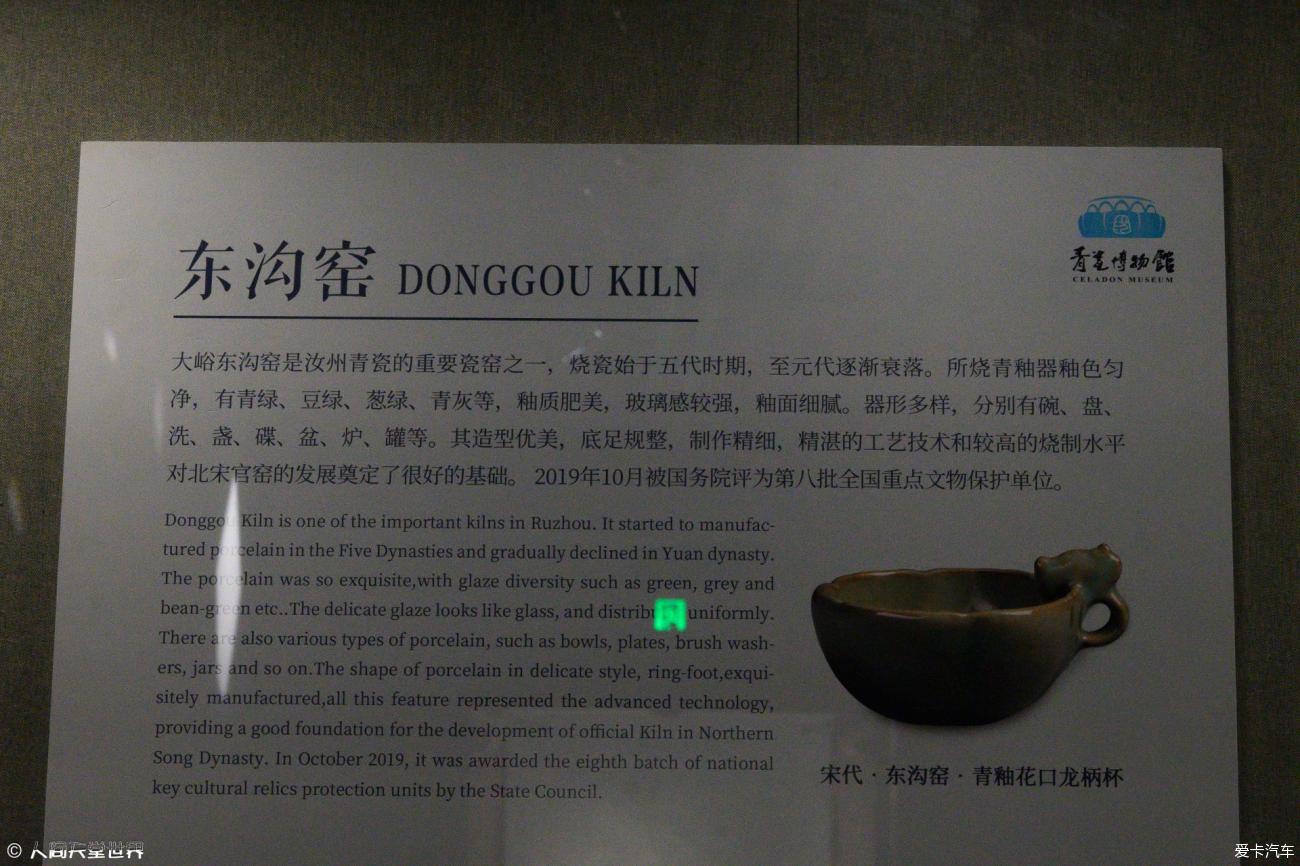 东沟窑 DONGGOU KILN
青瓷博物館
CELADON MUSEUM
大峪东沟窑是汝州青瓷的重要瓷窑之一，烧瓷始于五代时期，至元代逐渐衰落。所烧青釉器釉色匀
净，有青绿、豆绿、葱绿、青灰等，釉质肥美，玻璃感较强，釉面细腻。器形多样，分别有碗、盘、
洗、盏、碟、盆、炉、罐等。其造型优美，底足规整，制作精细，精湛的工艺技术和较高的烧制水平
对北宋官窑的发展奠定了很好的基础。 2019年10月被国务院评为第八批全国重点文物保护单位。
Donggou Kiln is one of the important kilns in Ruzhou. It started to manufac-
tured porcelain in the Five Dynasties and gradually declined in Yuan dynasty.
The porcelain was so exquisite,with glaze diversity such as green, grey and
bean-green etc..The delicate glaze looks like glass, and uniformly.
There are also various types of porcelain, such as bowls, plates, brush wash-
ers, jars and so on.The shape of porcelain in delicate style, ring-foot,exqui-
sitely manufactured,all this feature represented the advanced technology,
providing a good foundation for the development of official Kiln in Northern
Song Dynasty. In October 2019, it was awarded the eighth batch of national
key cultural relics protection units by the State Council.
宋代·东沟窑·青釉花口龙柄杯
© 人间天堂世界
爱卡汽车